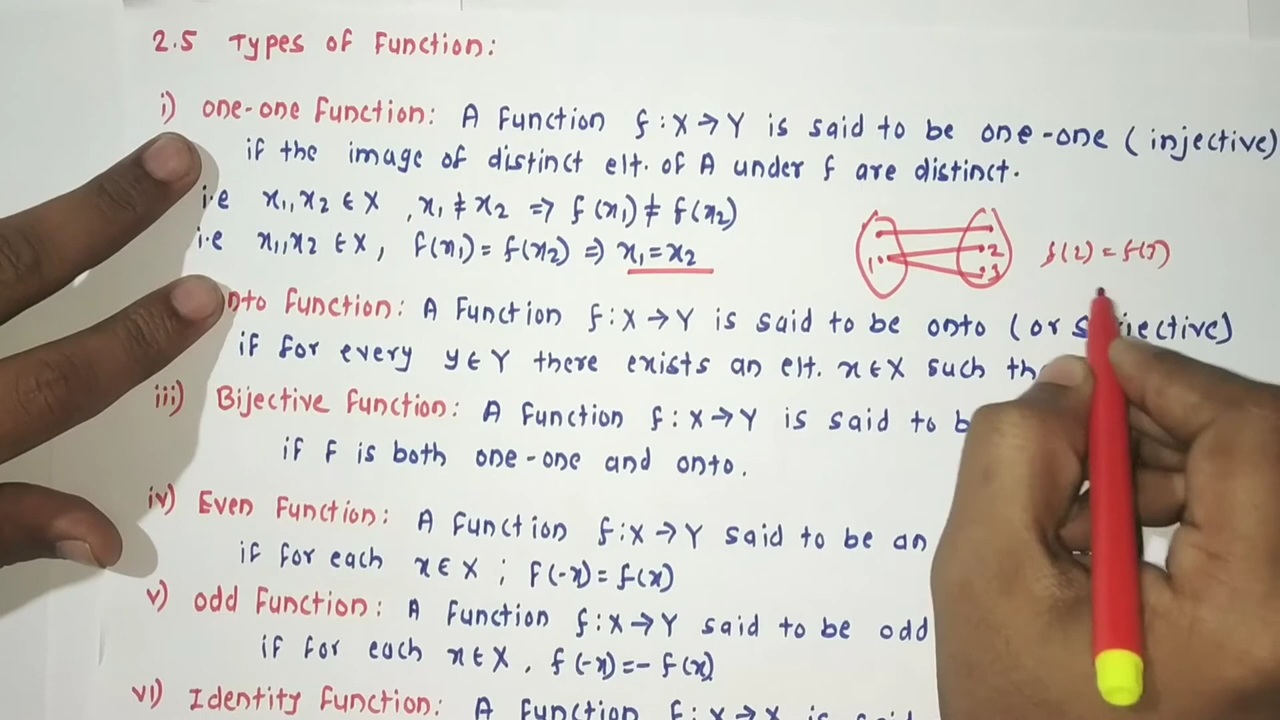 2.5 Types of Function:
i) one-one Function: A Function f:X→Y is said to be one-one (injective)
if the image of distinct elt. of A under f are distinct.
i.e x₁,x₂ ∈ X , x₁ ≠ x₂ ⇒ f(x₁) ≠ f(x₂)
i.e x₁,x₂ ∈ X, f(x₁) = f(x₂) ⇒ x₁ = x₂
1 2 3
f(2) = f(3)
Function: A Function f:X→Y is said to be onto (or
if for every y∈Y there exists an elt. x∈X such
iii) Bijective Function: A Function f:X→Y is said to
if F is both one-one and onto.
iv) Even Function: A Function f:X→Y said to be an
if for each x∈X ; F(-x) = f(x)
v) odd Function: A Function f:X→Y said to be odd
if for each x∈X , f(-x) = - f(x)
vi) Identity Function: A Function f:X→X is said